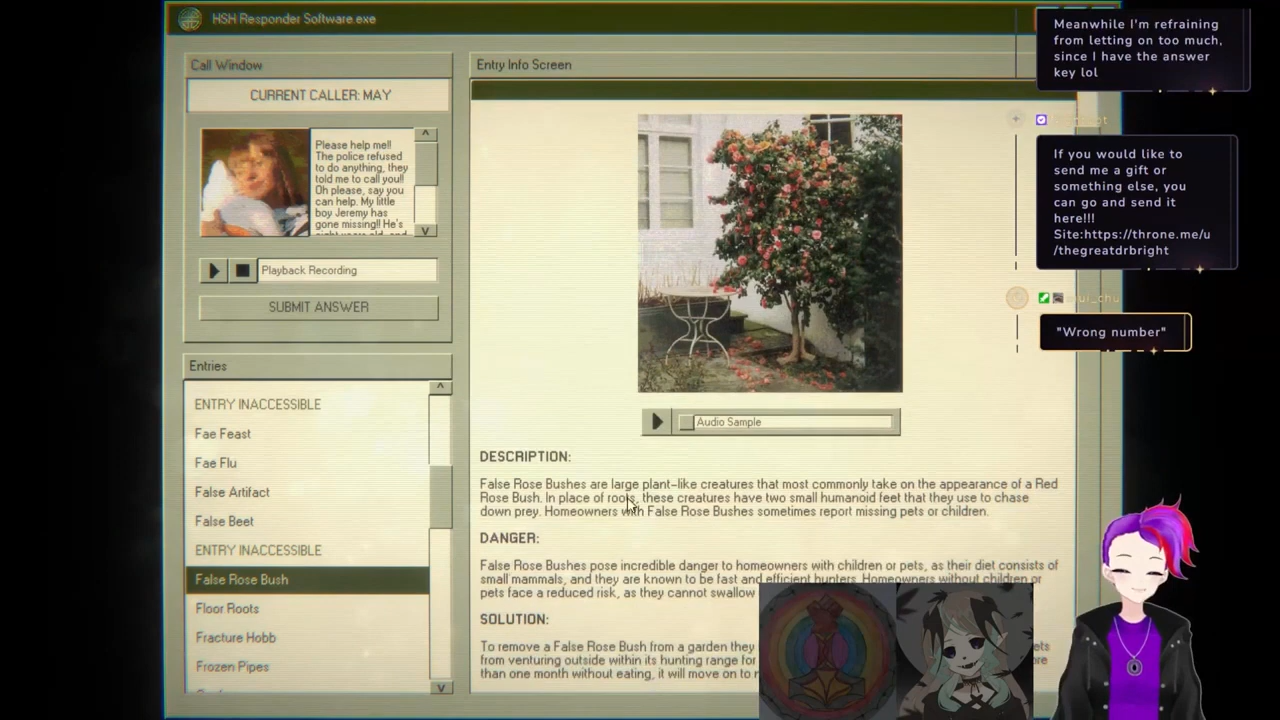 HSH Responder Software.exe
Call Window
CURRENT CALLER: MAY
Please help me!!
The police refused
to do anything, they
told me to call you!!
Oh please, say you
can help. My little
boy Jeremy has
gone missing!! He's
eight years old, and
^
V
Playback Recording
SUBMIT ANSWER
Entries
^
ENTRY INACCESSIBLE
Fae Feast
Fae Flu
False Artifact
False Beet
ENTRY INACCESSIBLE
False Rose Bush
Floor Roots
Fracture Hobb
Frozen Pipes
V
Entry Info Screen
Audio Sample
DESCRIPTION:
False Rose Bushes are large plant-like creatures that most commonly take on the appearance of a Red
Rose Bush. In place of roots, these creatures have two small humanoid feet that they use to chase
down prey. Homeowners with False Rose Bushes sometimes report missing pets or children.
DANGER:
False Rose Bushes pose incredible danger to homeowners with children or pets, as their diet consists of
small mammals, and they are known to be fast and efficient hunters. Homeowners without children or
pets face a reduced risk, as they cannot swallow
SOLUTION:
To remove a False Rose Bush from a garden they
from venturing outside within its hunting range for
than one month without eating, it will move on to
Meanwhile I'm refraining
from letting on too much,
since I have the answer
key lol
If you would like to
send me a gift or
something else, you
can go and send it
here!!!
Site:https://throne.me/u
/thegreatdrbright
"Wrong number"